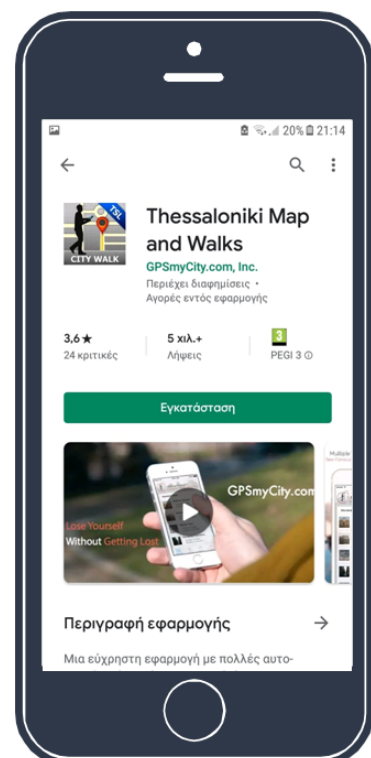 20% 21:14
TSL
CITY WALK
Thessaloniki Map
and Walks
GPSmyCity.com, Inc.
Περιέχει διαφημίσεις •
Αγορές εντός εφαρμογής
3,6★
24 κριτικές
5 χιλ.+
Λήψεις
3
PEGI 3
Εγκατάσταση
GPSmyCity.com
Lose Yourself
Without Getting Lost
Multiple
Περιγραφή εφαρμογής
Μια εύχρηστη εφαρμογή με πολλές αυτο-